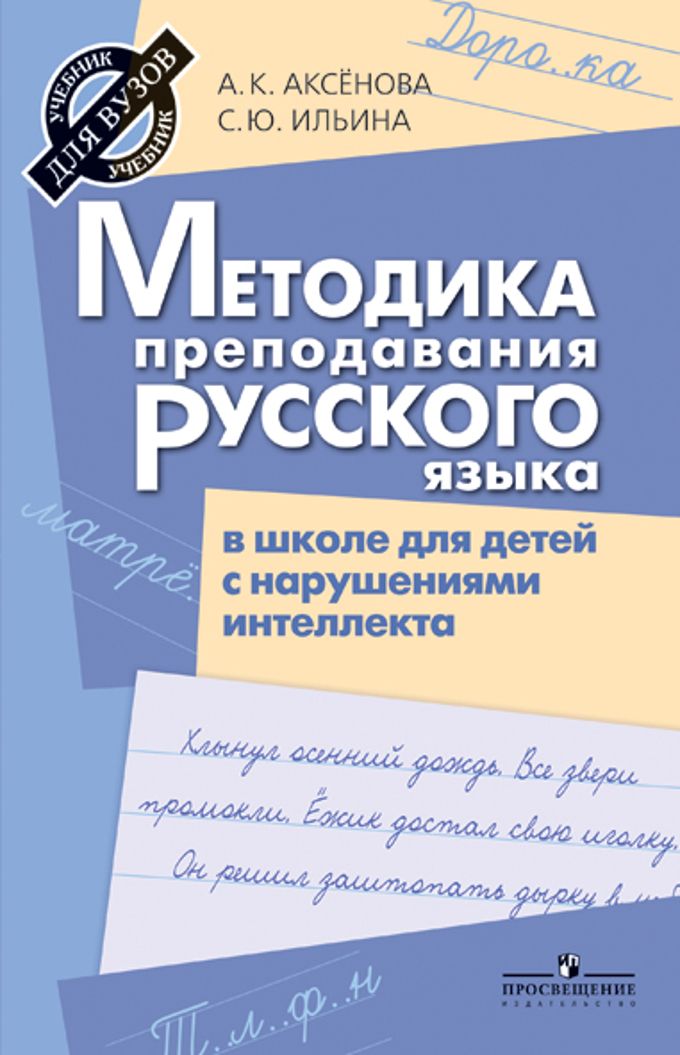 Доро..ка
УЧЕБНИК
ДЛЯ ВУЗОВ
УЧЕБНИК
А. К. АКСЁНОВА
С. Ю. ИЛЬИНА
МЕТОДИКА
преподавания
РУССКОГО
языка
матрё..
в школе для детей
с нарушениями
интеллекта
Хлынул осенний дождь. Все звери
промокли. Ёжик достал свою иголку.
Он решил заштопать дырку в
Т..л..ф..н
ПРОСВЕЩЕНИЕ
ИЗДАТЕЛЬСТВО